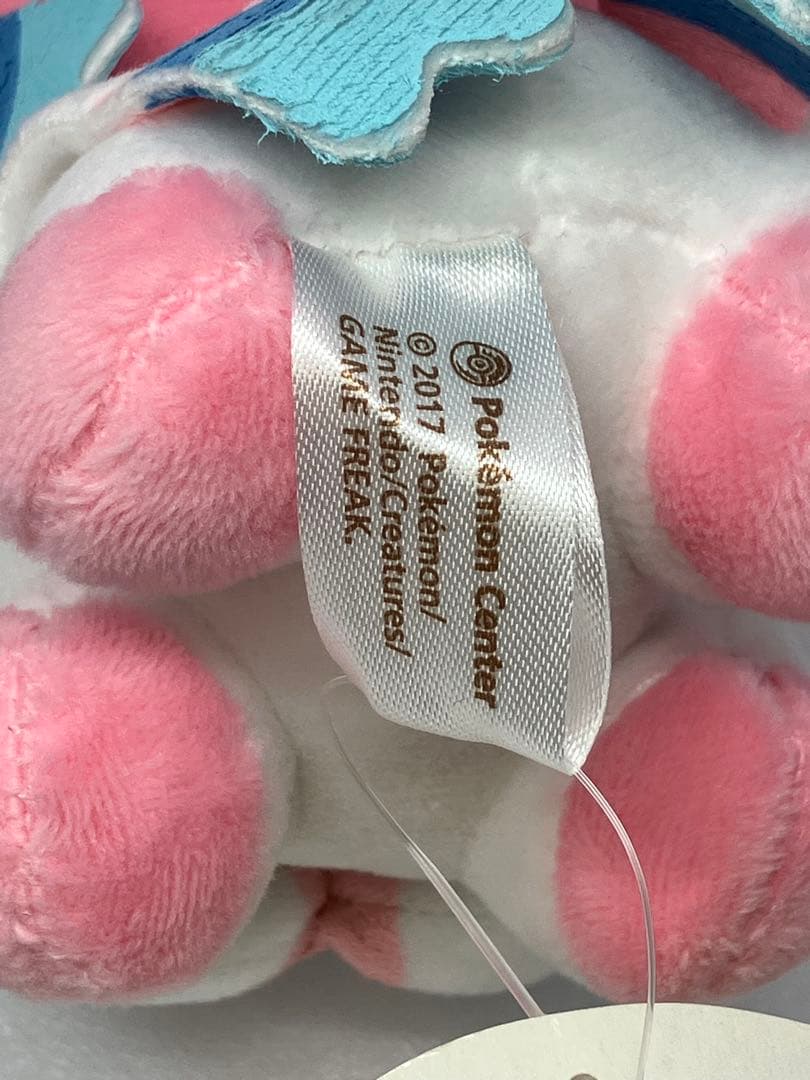 Pokémon Center
© 2017 Pokémon/
Nintendo/Creatures/
GAME FREAK.